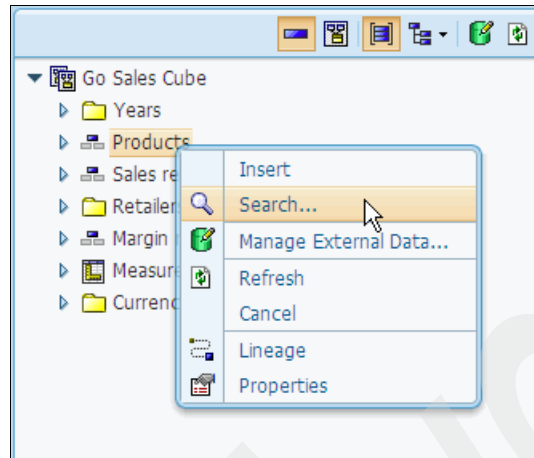 Go Sales Cube
Years
Products
Sales re
Retailer
Margin
Measur
Currenc
Insert
Search...
Manage External Data...
Refresh
Cancel
Lineage
Properties